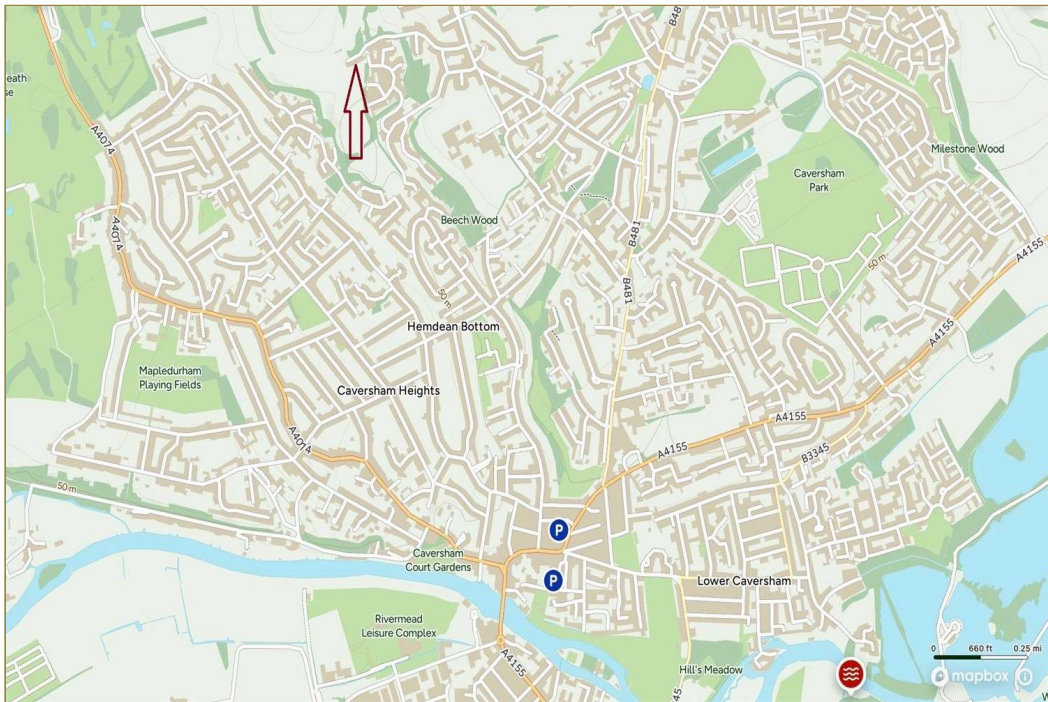 B48
eath
se
A4074
Milestone Wood
Caversham
Park
A4074
Beech Wood
B481
A4155
50 m
B481
50 m
Hemdean Bottom
A4155
Mapledurham
Playing Fields
Caversham Heights
A4155
A4014
A4155
B3345
50 m
P
Caversham
Court Gardens
P
Lower Caversham
Rivermead
Leisure Complex
A4155
Hill's Meadow
0 660 ft 0.25 mi
mapbox
45
W